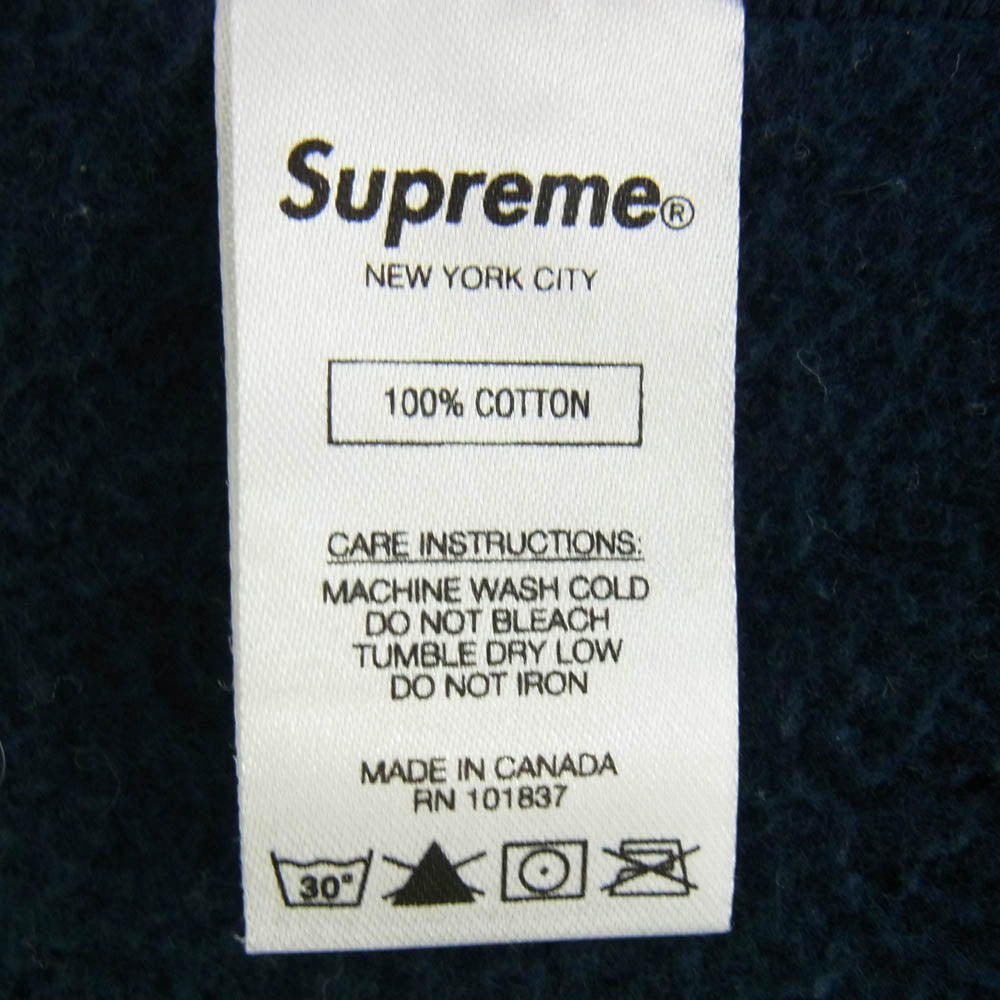 Supreme®
NEW YORK CITY
100% COTTON
CARE INSTRUCTIONS:
MACHINE WASH COLD
DO NOT BLEACH
TUMBLE DRY LOW
DO NOT IRON
MADE IN CANADA
RN 101837
30°